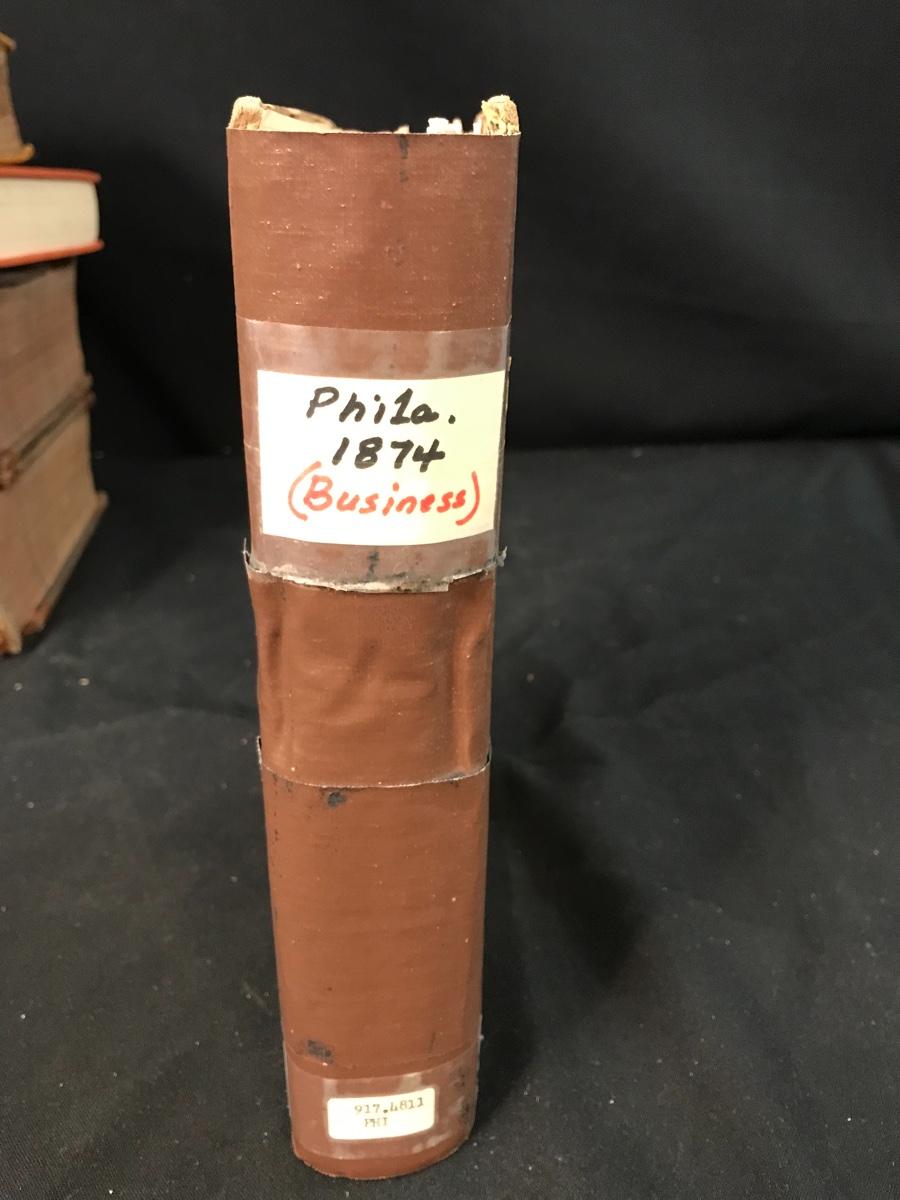 Phila.
1874
(Business)
917.4811
PHI